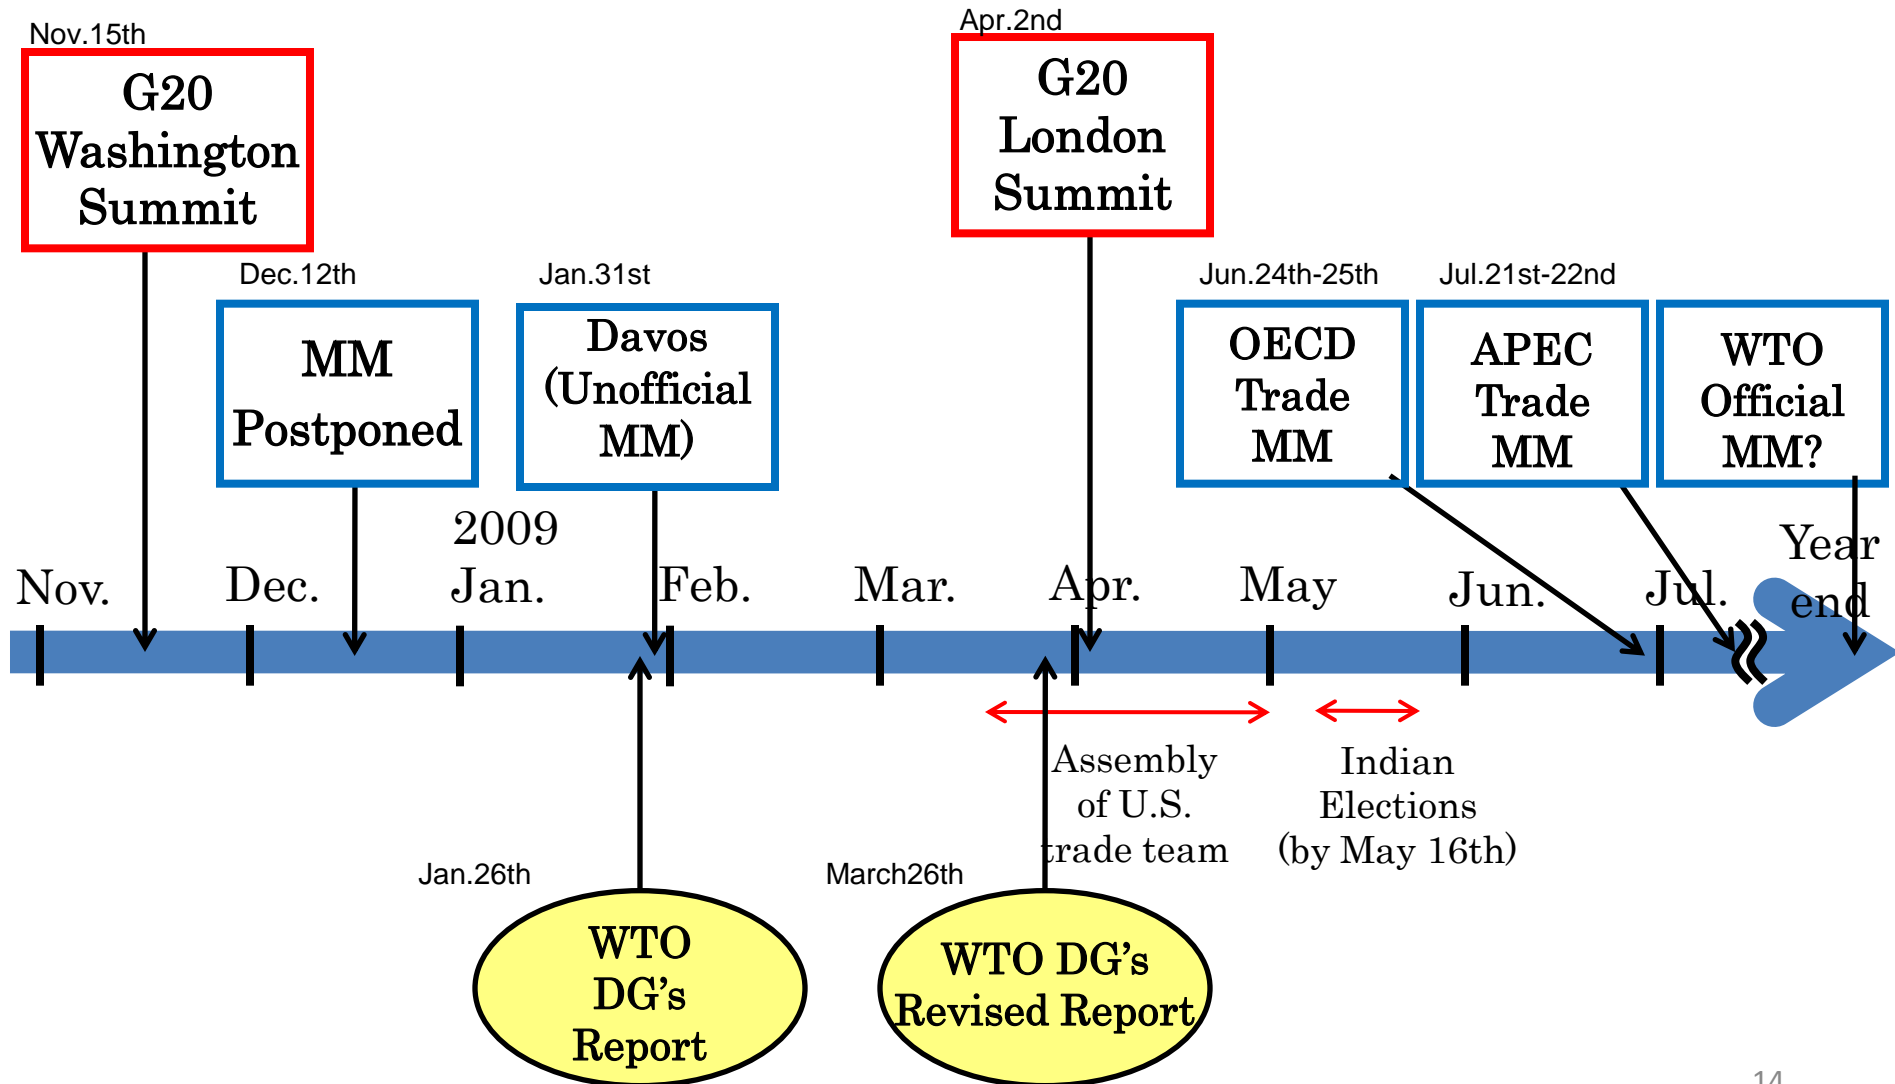 Nov.15th
G20
Washington
Summit
Apr.2nd
G20
London
Summit
Dec.12th
MM
Postponed
Jan.31st
Davos
(Unofficial
MM)
Jun.24th-25th
OECD
Trade
MM
Jul.21st-22nd
APEC
Trade
MM
WTO
Official
MM?
2009
Nov.
Dec.
Jan.
Feb.
Mar.
Apr.
May
Jun.
Jul.
Year
end
Assembly
of U.S.
trade team
Indian
Elections
(by May 16th)
Jan.26th
WTO
DG's
Report
March26th
WTO DG's
Revised Report
14